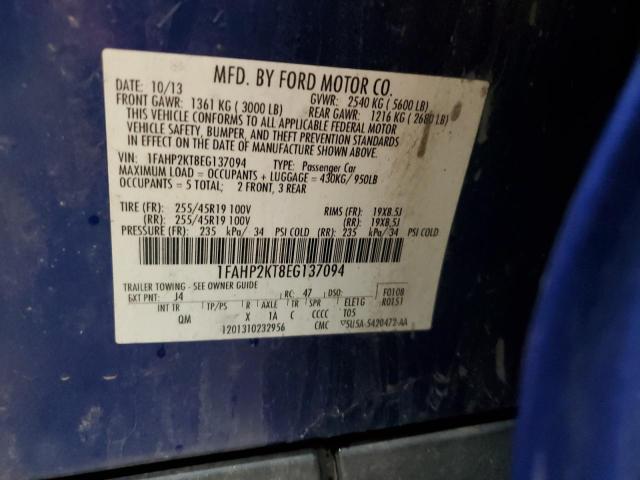 MFD. BY FORD MOTOR CO.
DATE: 10/13 GVWR: 2540 KG (5600 LB)
FRONT GAWR: 1361 KG (3000 LB) REAR GAWR: 1216 KG (2680 LB)
THIS VEHICLE CONFORMS TO ALL APPLICABLE FEDERAL MOTOR
VEHICLE SAFETY, BUMPER, AND THEFT PREVENTION STANDARDS
IN EFFECT ON THE DATE OF MANUFACTURE SHOWN ABOVE.
VIN: 1FAHP2KT8EG137094 TYPE: Passenger Car
MAXIMUM LOAD = OCCUPANTS + LUGGAGE = 430KG/950LB
OCCUPANTS = 5 TOTAL; 2 FRONT, 3 REAR
TIRE (FR): 255/45R19 100V RIMS (FR): 19X8.5J
(RR): 255/45R19 100V (RR): 19X8.5J
PRESSURE (FR): 235 kPa/ 34 PSI COLD (RR): 235 kPa/ 34 PSI COLD
1FAHP2KT8EG137094
TRAILER TOWING - SEE OWNER GUIDE RC: 47 DSO: F0108
EXT PNT: J4 R0151
INT TR TP/PS R AXLE TR SPR ELE1G
QM X 1A C CCCC T05
1201310232956 CMC 5U5A-5420472-AA